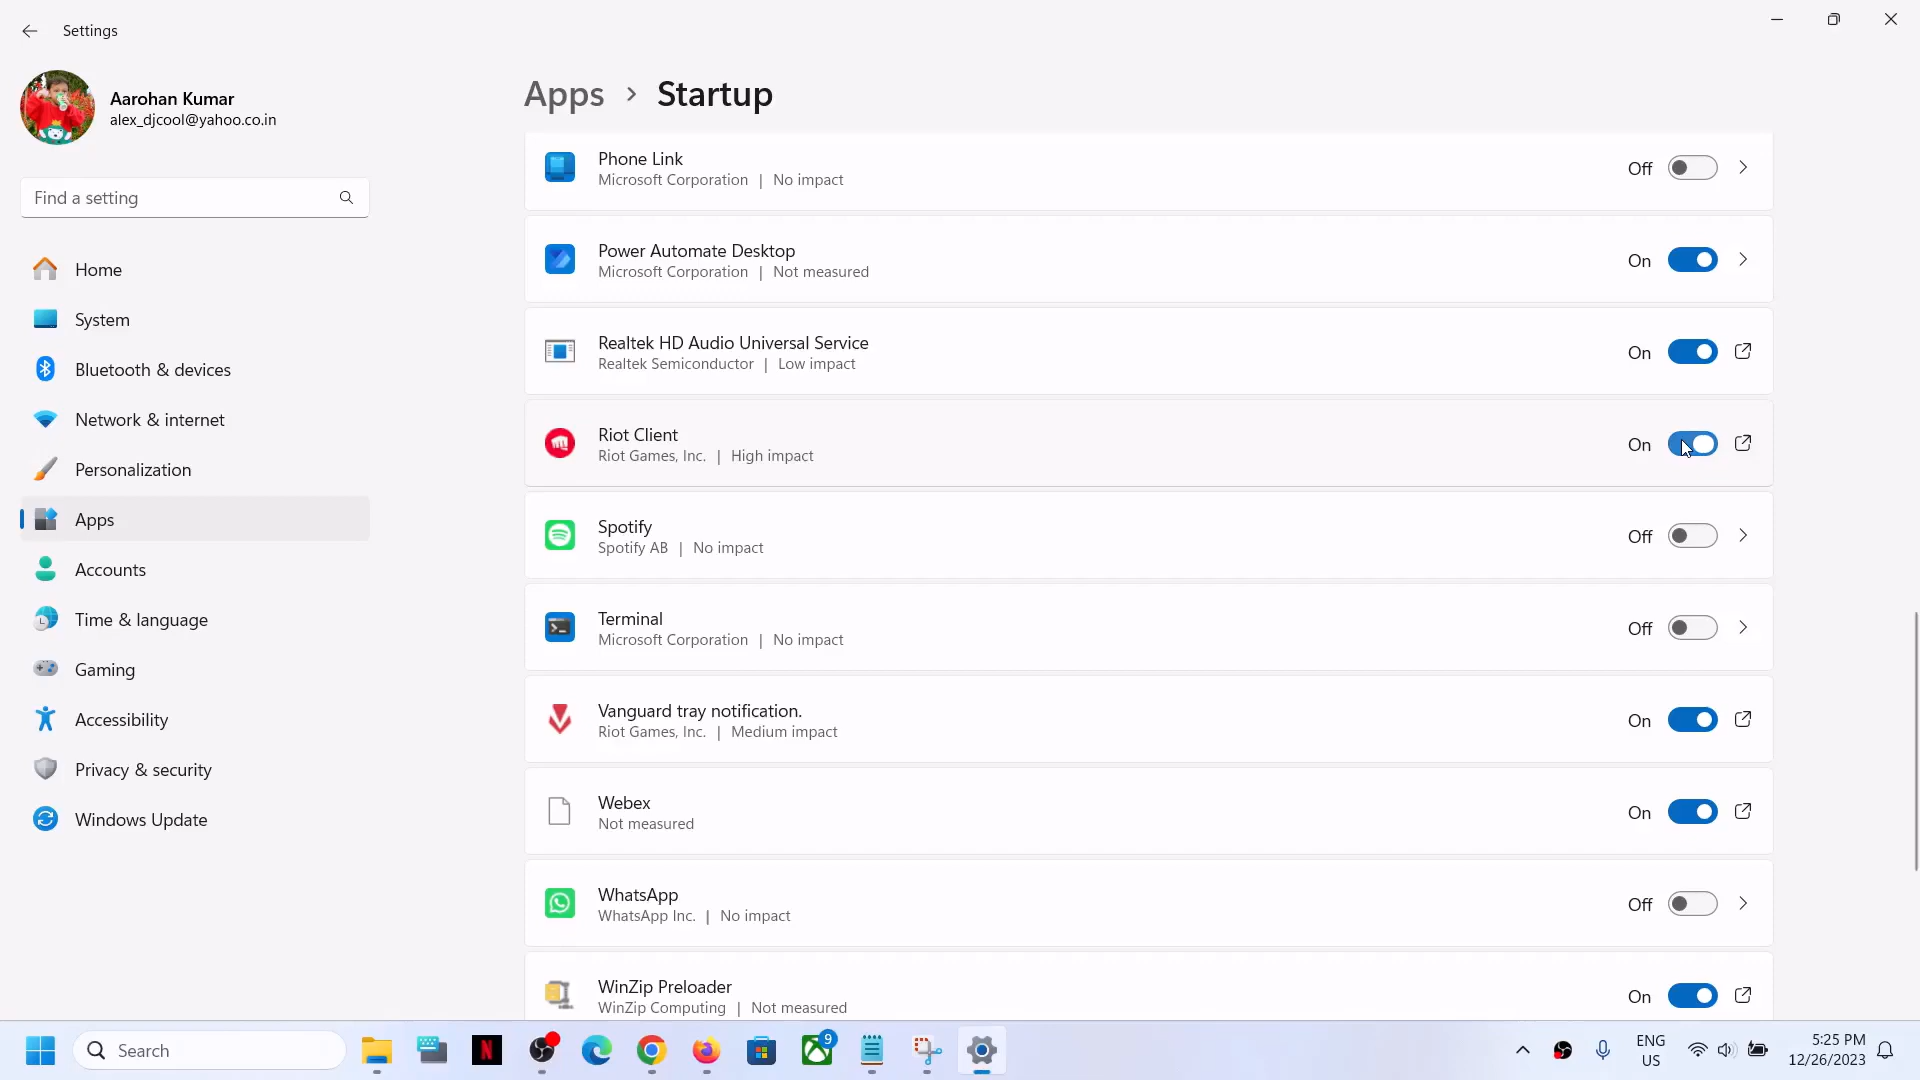 Settings
Aarohan Kumar
alex_djcool@yahoo.co.in
Find a setting
Home
System
Bluetooth & devices
Network & internet
Personalization
Apps
Accounts
Time & language
Gaming
Accessibility
Privacy & security
Windows Update
Apps > Startup
Phone Link
Microsoft Corporation | No impact
Off
Power Automate Desktop
Microsoft Corporation | Not measured
On
Realtek HD Audio Universal Service
Realtek Semiconductor | Low impact
On
Riot Client
Riot Games, Inc. | High impact
On
Spotify
Spotify AB | No impact
Off
Terminal
Microsoft Corporation | No impact
Off
Vanguard tray notification.
Riot Games, Inc. | Medium impact
On
Webex
Not measured
On
WhatsApp
WhatsApp Inc. | No impact
Off
WinZip Preloader
WinZip Computing | Not measured
On
Search
N
9
ENG
US
5:25 PM
12/26/2023